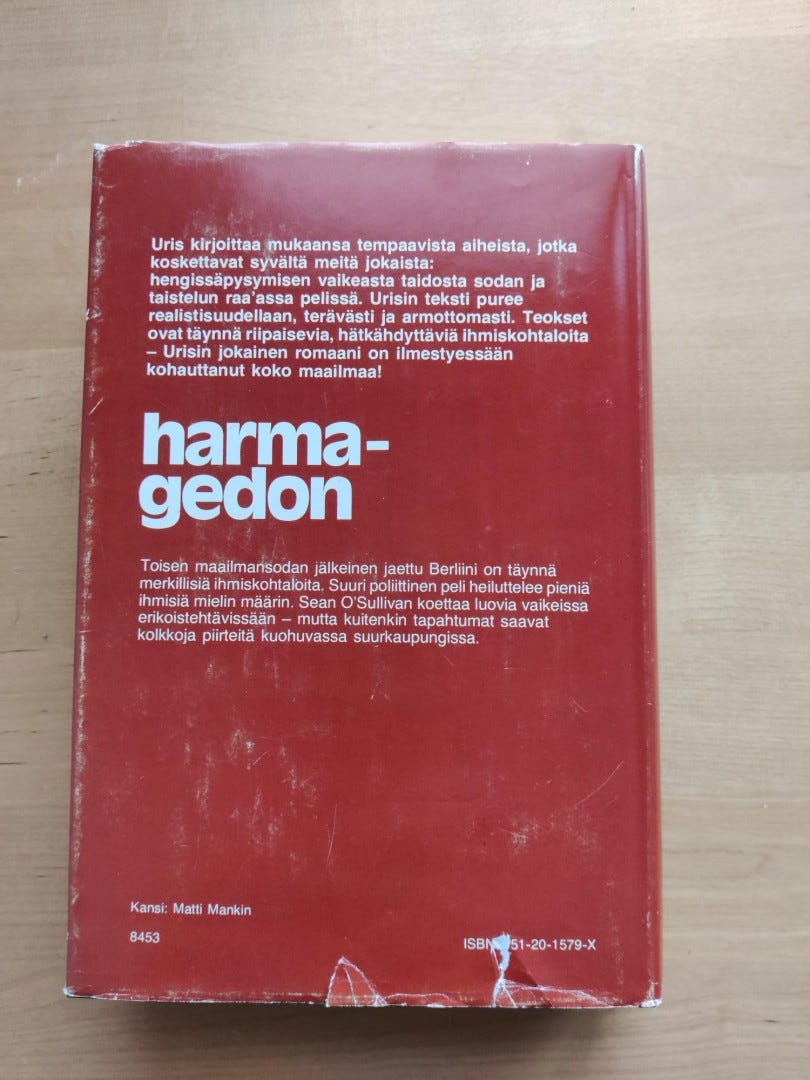 Uris kirjoittaa mukaansa tempaavista aiheista, jotka
koskettavat syvältä meitä jokaista:
hengissäpysymisen vaikeasta taidosta sodan ja
taistelun raa'assa pelissä. Urisin teksti puree
realistisuudellaan, terävästi ja armottomasti. Teokset
ovat täynnä riipaisevia, hätkähdyttäviä ihmiskohtaloita
– Urisin jokainen romaani on ilmestyessään
kohauttanut koko maailmaa!
harma-
gedon
Toisen maailmansodan jälkeinen jaettu Berliini on täynnä
merkillisiä ihmiskohtaloita. Suuri poliittinen peli heiluttelee pieniä
ihmisiä mielin määrin. Sean O'Sullivan koettaa luovia vaikeissa
erikoistehtävissään – mutta kuitenkin tapahtumat saavat
kolkkoja piirteitä kuohuvassa suurkaupungissa.
Kansi: Matti Mankin
8453
ISBN 51-20-1579-X